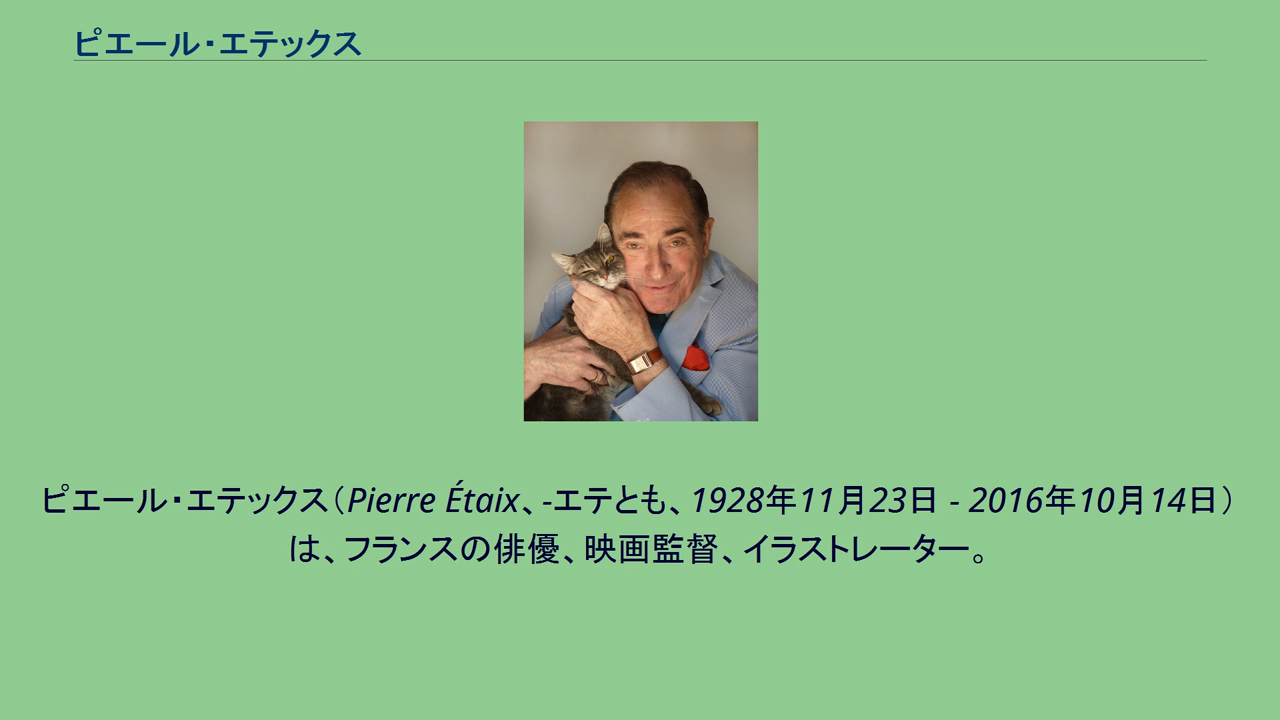 ピエール・エテックス
ピエール・エテックス（Pierre Étaix、-エテとも、1928年11月23日 - 2016年10月14日）
は、フランスの俳優、映画監督、イラストレーター。